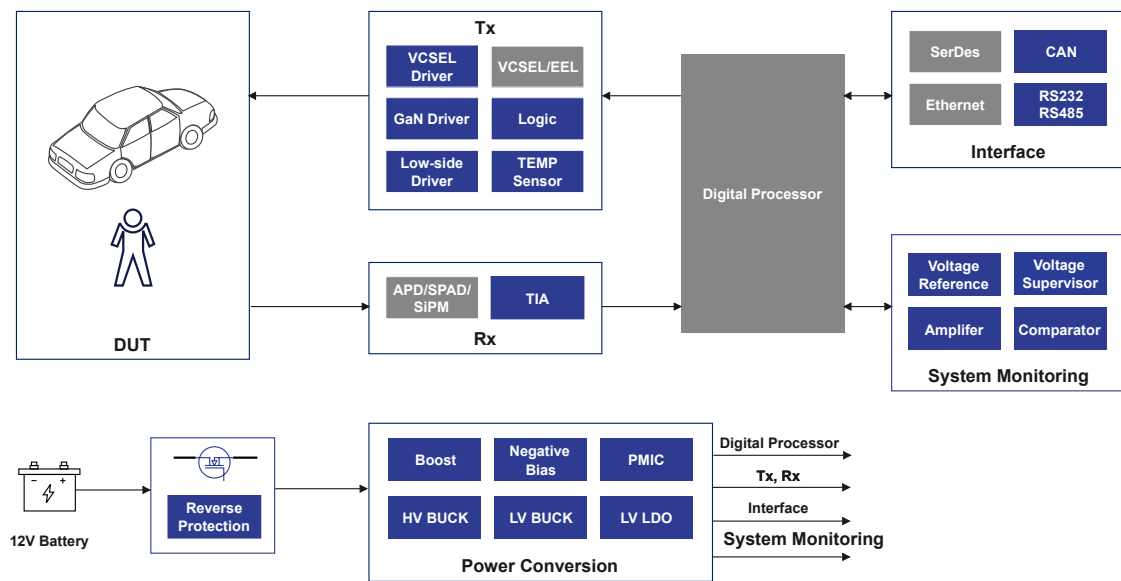 Tx
VCSEL
Driver
VCSEL/EEL
GaN Driver
Logic
Low-side
Driver
TEMP
Sensor
DUT
APD/SPAD/
SiPM
TIA
Rx
Digital Processor
SerDes
CAN
Ethernet
RS232
RS485
Interface
Voltage
Reference
Voltage
Supervisor
Amplifer
Comparator
System Monitoring
12V Battery
Reverse
Protection
Boost
Negative
Bias
PMIC
HV BUCK
LV BUCK
LV LDO
Power Conversion
Digital Processor
Tx, Rx
Interface
System Monitoring